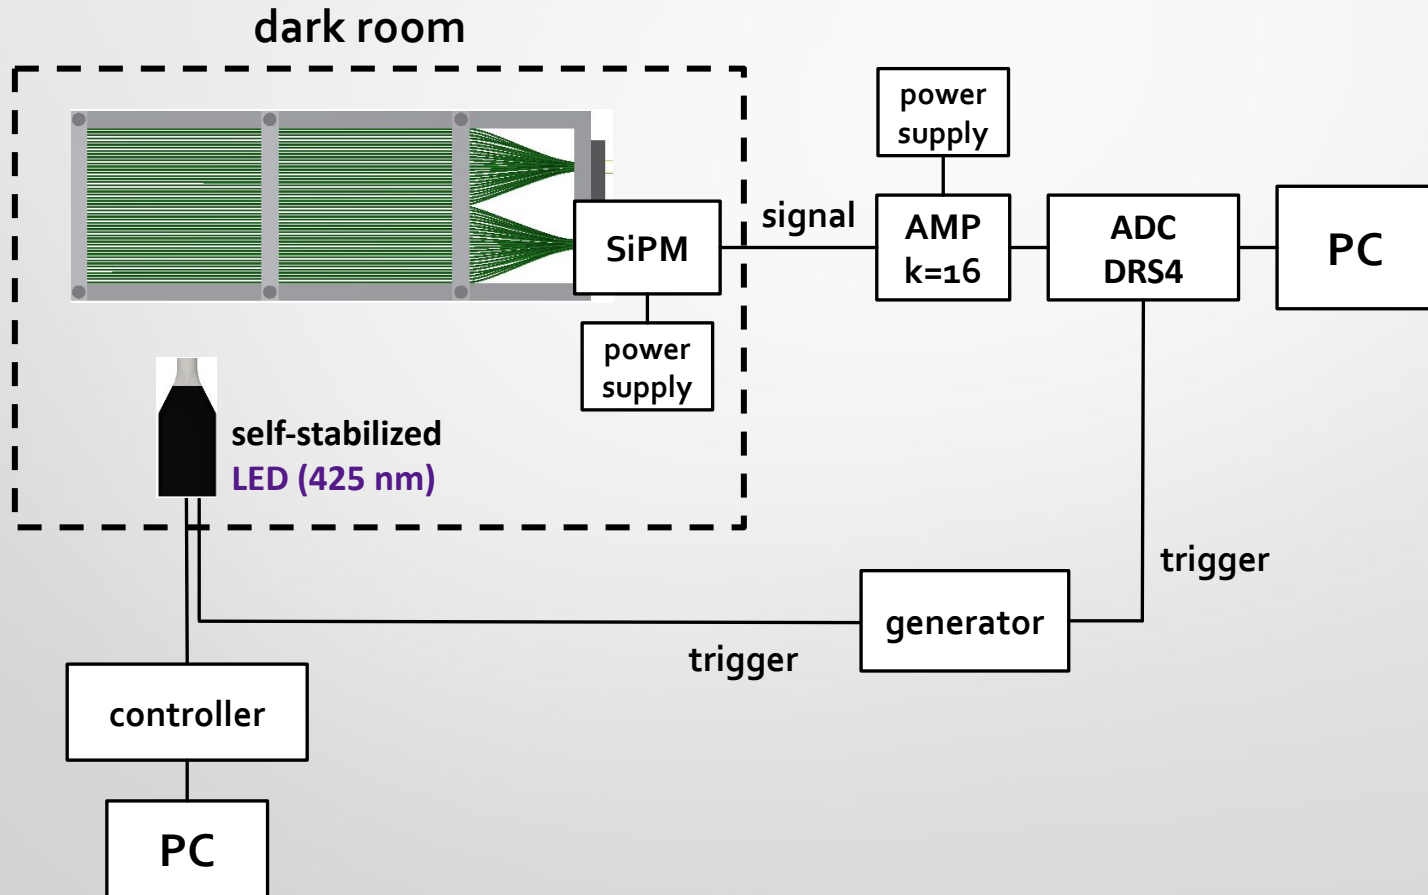 dark room
power
supply
signal
SiPM
AMP
k=16
ADC
DRS4
PC
power
supply
self-stabilized
LED (425 nm)
trigger
generator
trigger
controller
PC